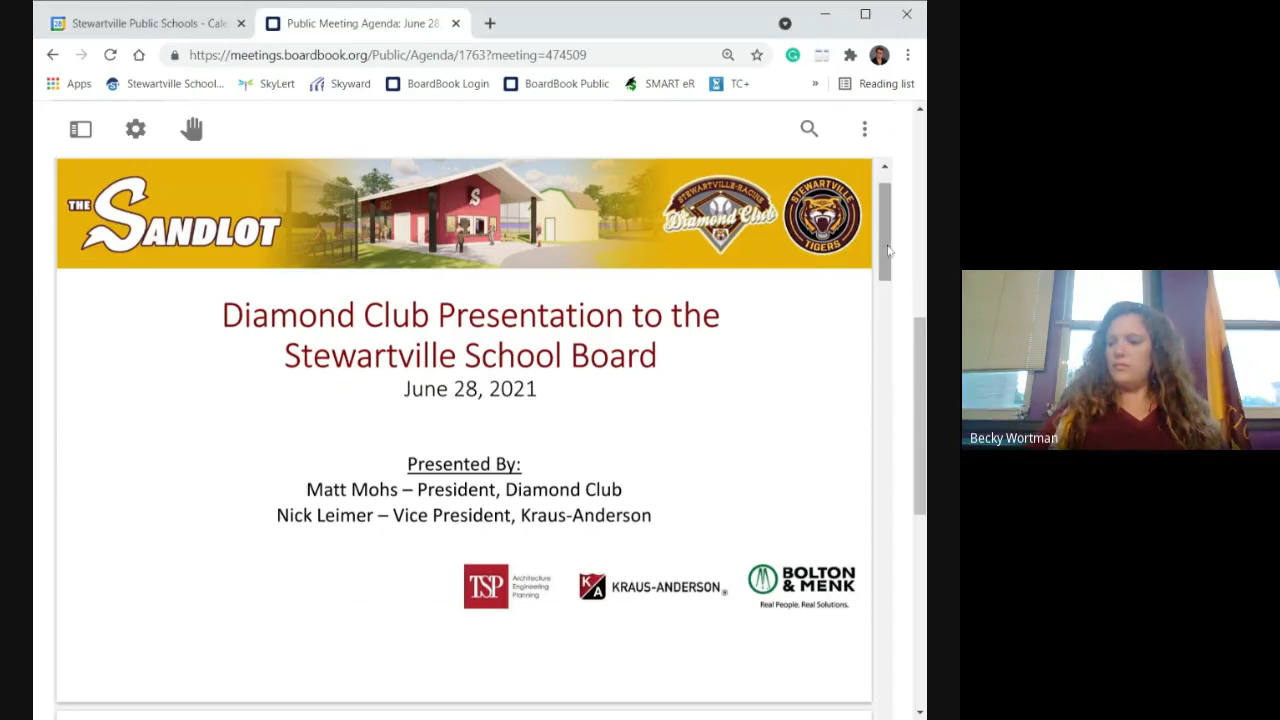 Stewartville Public Schools - Cale
Public Meeting Agenda: June 28,
https://meetings.boardbook.org/Public/Agenda/1763?meeting=474509
Apps
Stewartville School...
SkyLert
Skyward
BoardBook Login
BoardBook Public
SMART eR
TC+
»
Reading list
THE SANDLOT
S
STEWARTVILLE-RACINE
Diamond Club
STEWARTVILLE
TIGERS
Diamond Club Presentation to the
Stewartville School Board
June 28, 2021
Presented By:
Matt Mohs – President, Diamond Club
Nick Leimer – Vice President, Kraus-Anderson
TSP
Architecture
Engineering
Planning
K
A
KRAUS-ANDERSON®
BOLTON
& MENK
Real People. Real Solutions.
Becky Wortman